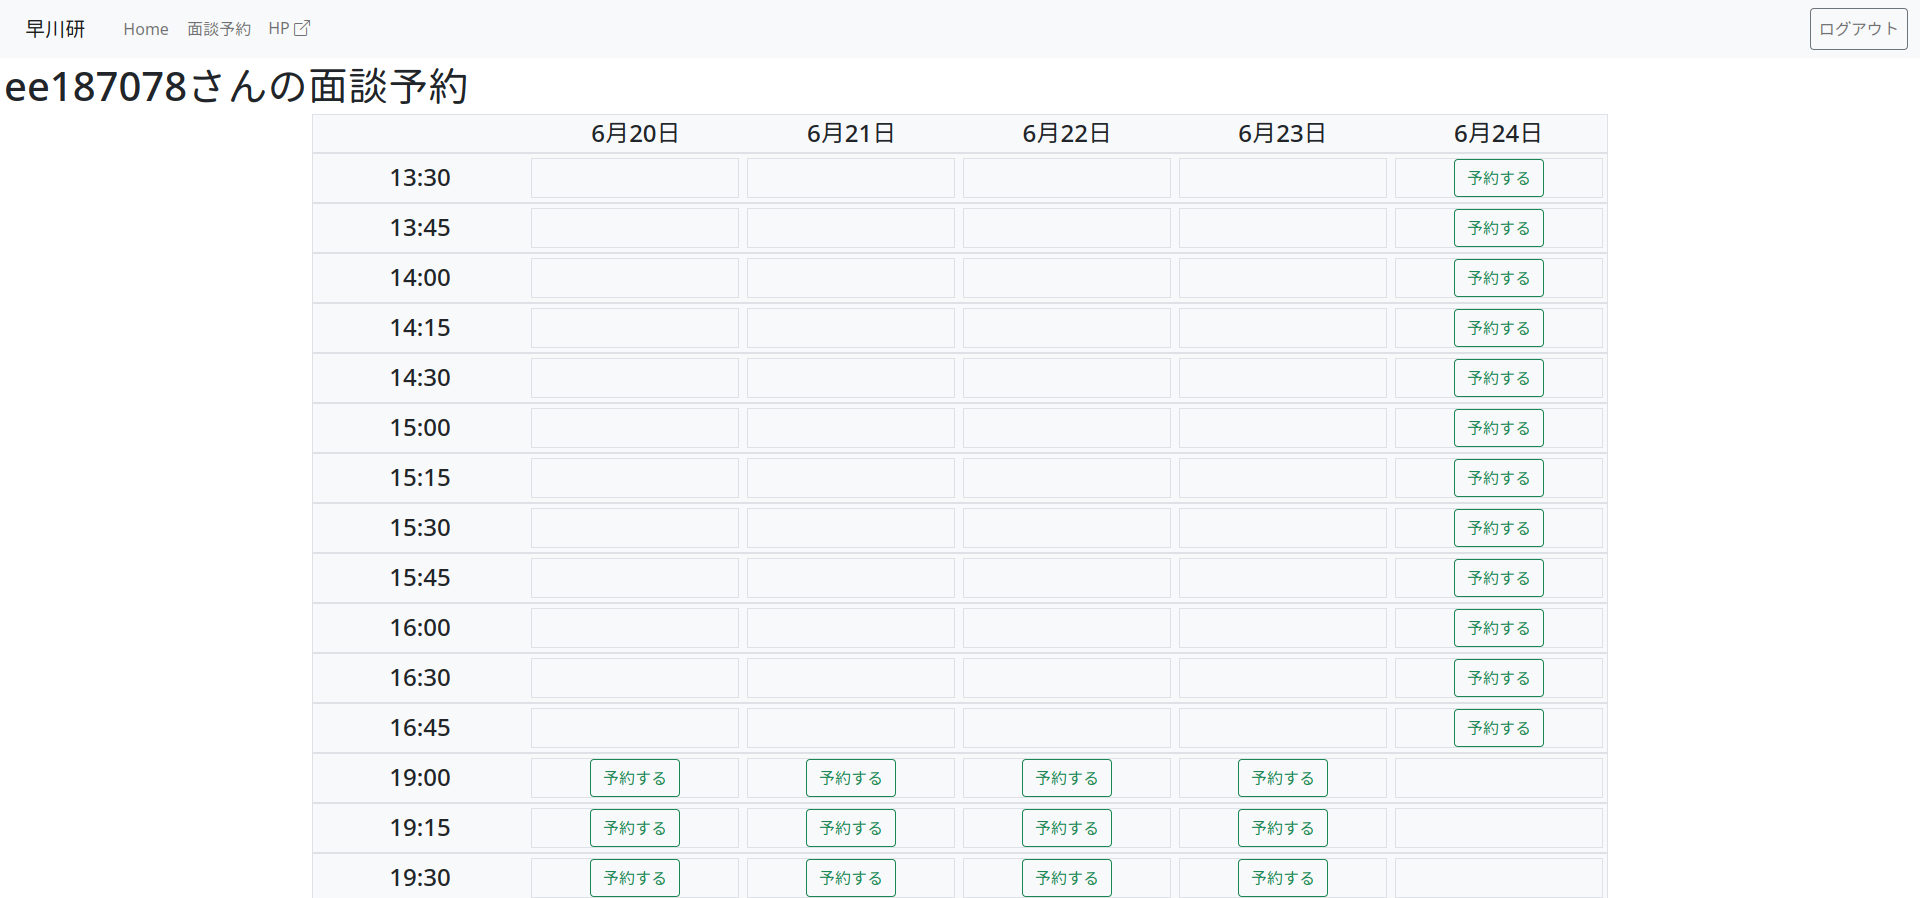 早川研 Home 面談予約 HP ログアウト
ee187078さんの面談予約
6月20日 6月21日 6月22日 6月23日 6月24日
13:30 予約する
13:45 予約する
14:00 予約する
14:15 予約する
14:30 予約する
15:00 予約する
15:15 予約する
15:30 予約する
15:45 予約する
16:00 予約する
16:30 予約する
16:45 予約する
19:00 予約する 予約する 予約する 予約する
19:15 予約する 予約する 予約する 予約する
19:30 予約する 予約する 予約する 予約する